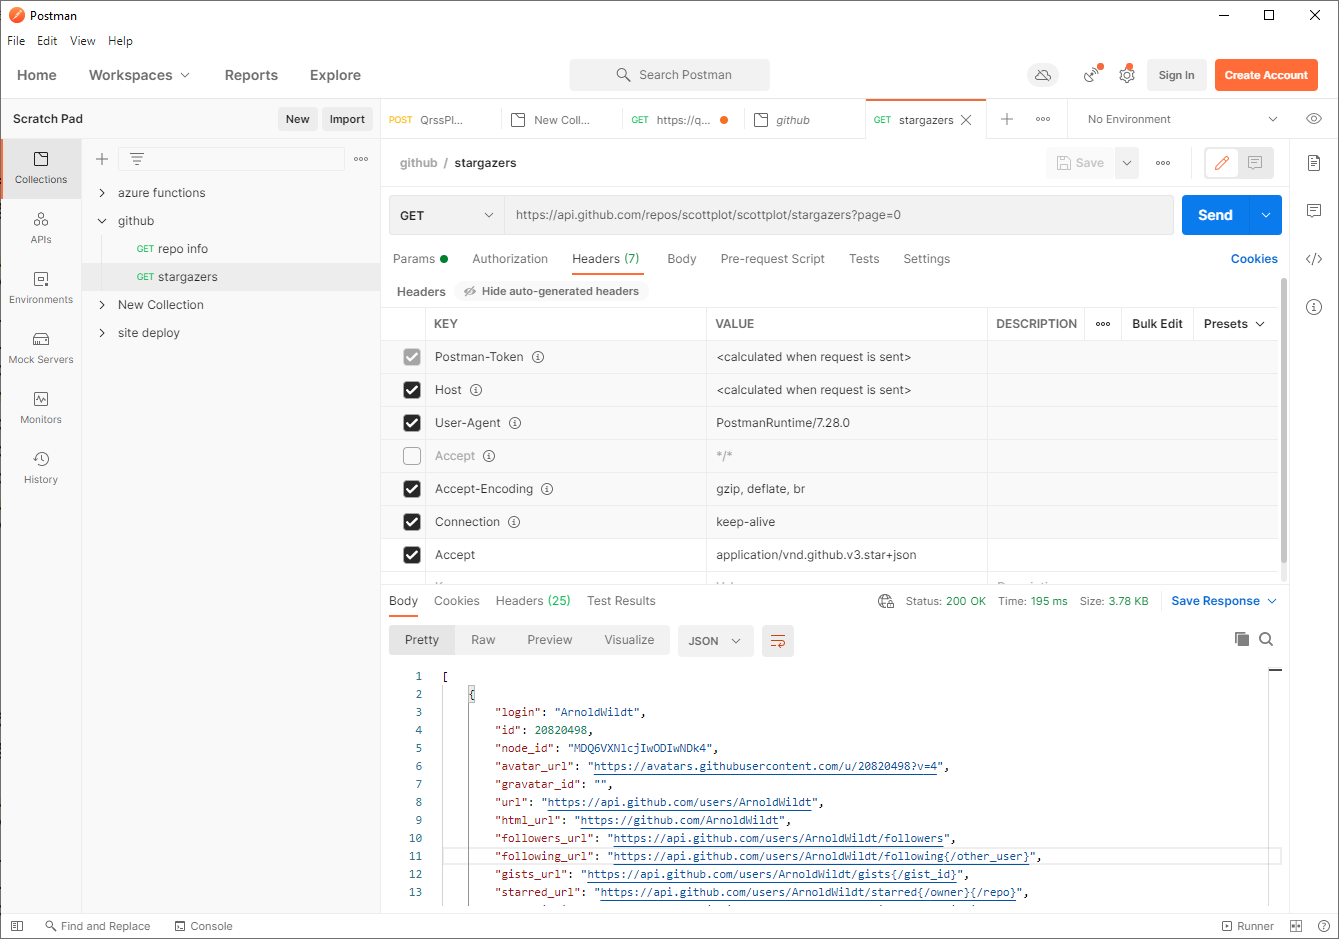 Postman
File Edit View Help
Home Workspaces Reports Explore Search Postman Sign In Create Account
Scratch Pad New Import
POST QrssPl... New Coll... GET https://q... github GET stargazers No Environment
Collections
APIs
Environments
Mock Servers
Monitors
History
azure functions
github
GET repo info
GET stargazers
New Collection
site deploy
github / stargazers Save
GET https://api.github.com/repos/scottplot/scottplot/stargazers?page=0 Send
Params Authorization Headers (7) Body Pre-request Script Tests Settings Cookies
Headers Hide auto-generated headers
KEY VALUE DESCRIPTION Bulk Edit Presets
Postman-Token <calculated when request is sent>
Host <calculated when request is sent>
User-Agent PostmanRuntime/7.28.0
Accept */*
Accept-Encoding gzip, deflate, br
Connection keep-alive
Accept application/vnd.github.v3.star+json
Body Cookies Headers (25) Test Results Status: 200 OK Time: 195 ms Size: 3.78 KB Save Response
Pretty Raw Preview Visualize JSON
1 [
2 {
3 "login": "ArnoldWildt",
4 "id": 20820498,
5 "node_id": "MDQ6VXNlcjIwODIwNDk4",
6 "avatar_url": "https://avatars.githubusercontent.com/u/20820498?v=4",
7 "gravatar_id": "",
8 "url": "https://api.github.com/users/ArnoldWildt",
9 "html_url": "https://github.com/ArnoldWildt",
10 "followers_url": "https://api.github.com/users/ArnoldWildt/followers",
11 "following_url": "https://api.github.com/users/ArnoldWildt/following{/other_user}",
12 "gists_url": "https://api.github.com/users/ArnoldWildt/gists{/gist_id}",
13 "starred_url": "https://api.github.com/users/ArnoldWildt/starred{/owner}{/repo}",
Find and Replace Console Runner